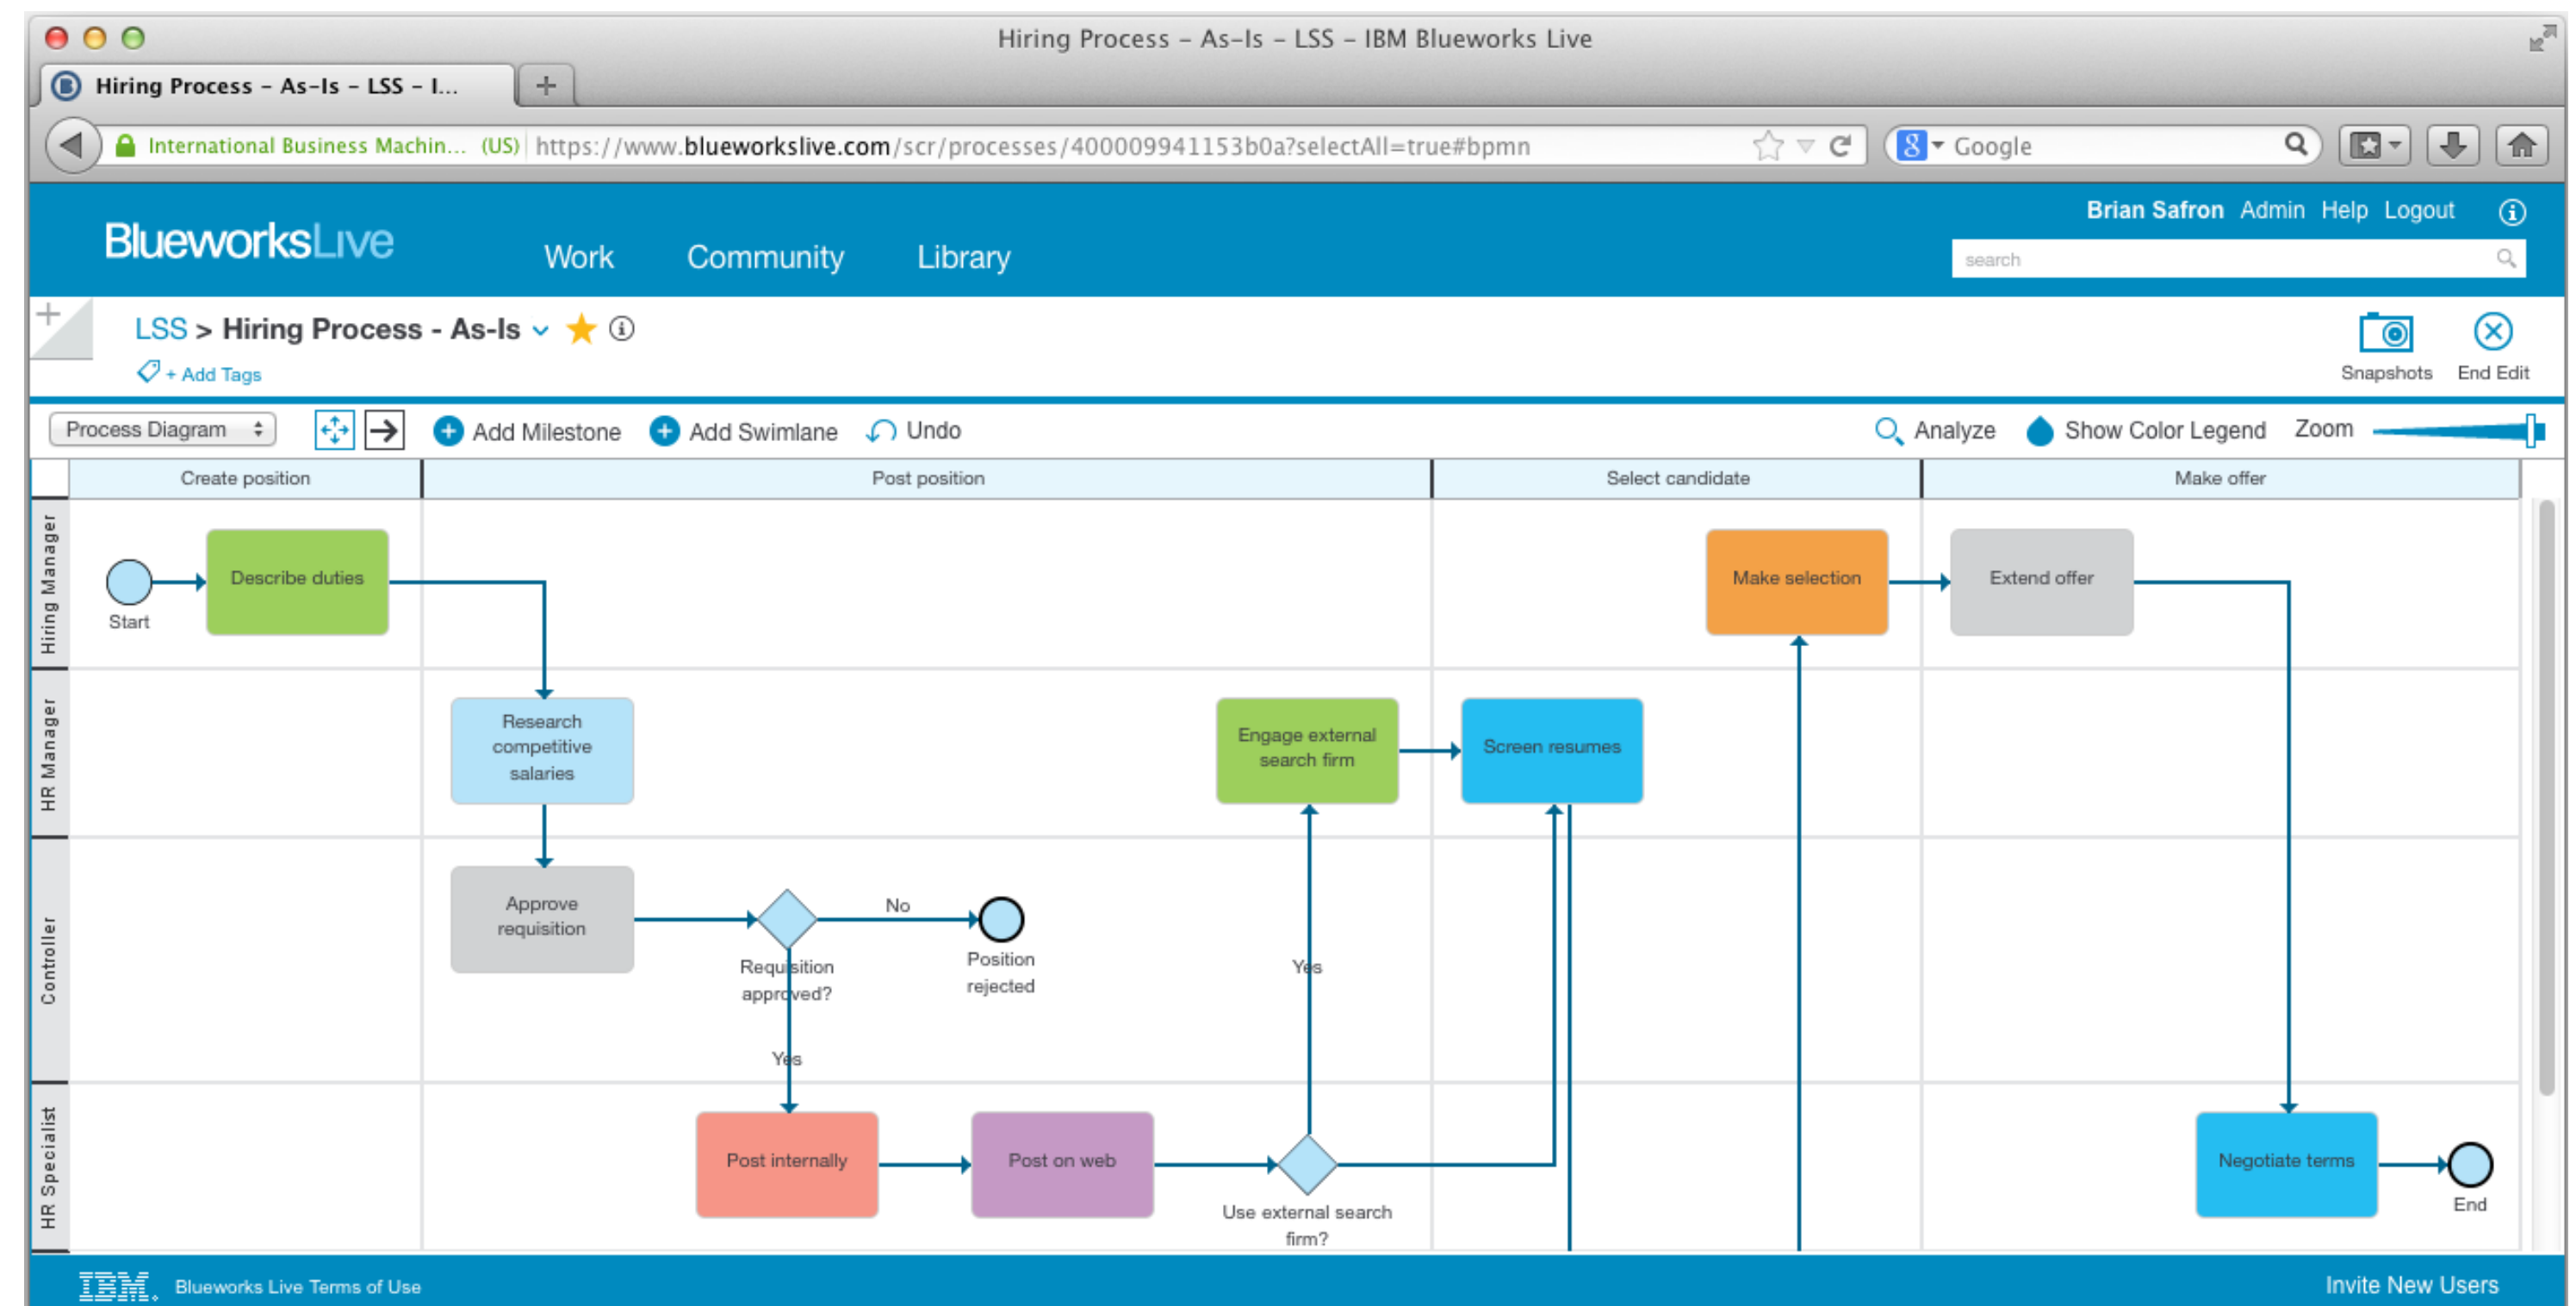 Hiring Process – As-Is – LSS – IBM Blueworks Live
Hiring Process – As-Is – LSS – I...
International Business Machin... (US) https://www.blueworkslive.com/scr/processes/400009941153b0a?selectAll=true#bpmn
Google
Brian Safron Admin Help Logout
BlueworksLive
Work Community Library
search
LSS > Hiring Process - As-Is
+ Add Tags
Snapshots End Edit
Process Diagram
Add Milestone Add Swimlane Undo
Analyze Show Color Legend Zoom
Create position Post position Select candidate Make offer
Hiring Manager
Start
Describe duties
Make selection
Extend offer
HR Manager
Research
competitive
salaries
Engage external
search firm
Screen resumes
Controller
Approve
requisition
Requisition
approved?
No
Position
rejected
Yes
Yes
HR Specialist
Post internally
Post on web
Use external search
firm?
Negotiate terms
End
IBM. Blueworks Live Terms of Use
Invite New Users